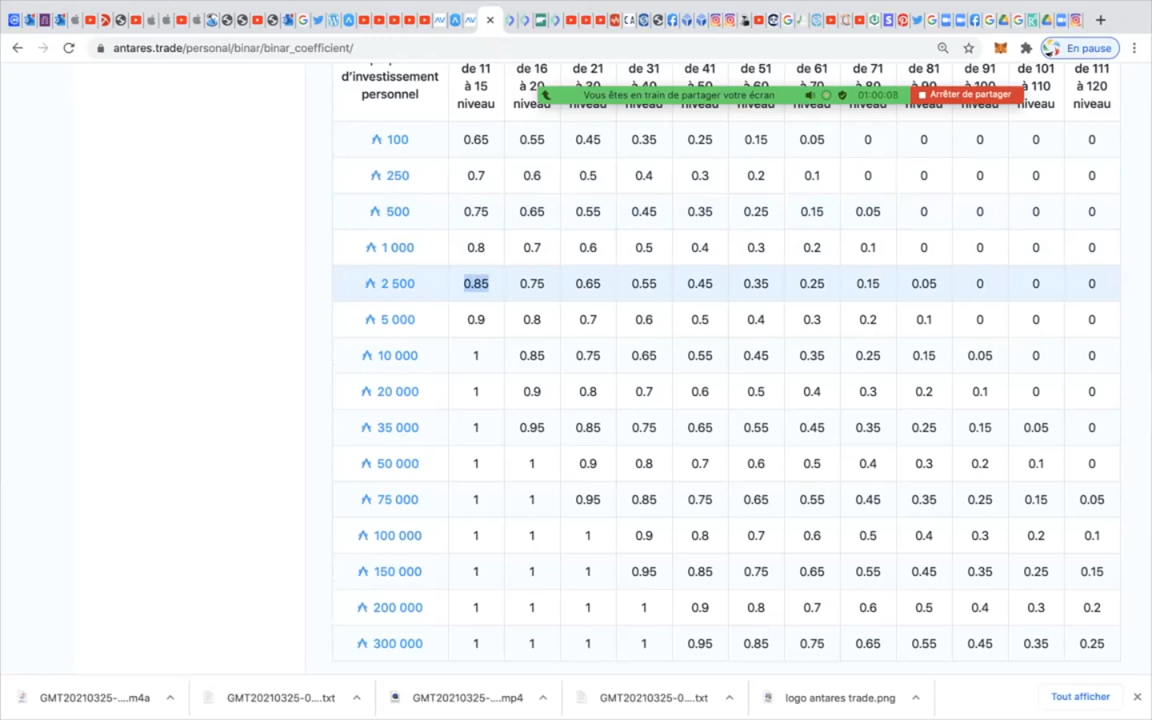 antares.trade/personal/binar/binar_coefficient/
En pause
Vous êtes en train de partager votre écran
01:00:08
Arrêter de partager
d'investissement personnel
de 11 à 15 niveau
de 16 niveau
de 21
de 31
de 41
de 51
de 61
de 71
de 81
de 91
de 101 à 110 niveau
de 111 à 120 niveau
100 0.65 0.55 0.45 0.35 0.25 0.15 0.05 0 0 0 0 0
250 0.7 0.6 0.5 0.4 0.3 0.2 0.1 0 0 0 0 0
500 0.75 0.65 0.55 0.45 0.35 0.25 0.15 0.05 0 0 0 0
1 000 0.8 0.7 0.6 0.5 0.4 0.3 0.2 0.1 0 0 0 0
2 500 0.85 0.75 0.65 0.55 0.45 0.35 0.25 0.15 0.05 0 0 0
5 000 0.9 0.8 0.7 0.6 0.5 0.4 0.3 0.2 0.1 0 0 0
10 000 1 0.85 0.75 0.65 0.55 0.45 0.35 0.25 0.15 0.05 0 0
20 000 1 0.9 0.8 0.7 0.6 0.5 0.4 0.3 0.2 0.1 0 0
35 000 1 0.95 0.85 0.75 0.65 0.55 0.45 0.35 0.25 0.15 0.05 0
50 000 1 1 0.9 0.8 0.7 0.6 0.5 0.4 0.3 0.2 0.1 0
75 000 1 1 0.95 0.85 0.75 0.65 0.55 0.45 0.35 0.25 0.15 0.05
100 000 1 1 1 0.9 0.8 0.7 0.6 0.5 0.4 0.3 0.2 0.1
150 000 1 1 1 0.95 0.85 0.75 0.65 0.55 0.45 0.35 0.25 0.15
200 000 1 1 1 1 0.9 0.8 0.7 0.6 0.5 0.4 0.3 0.2
300 000 1 1 1 1 0.95 0.85 0.75 0.65 0.55 0.45 0.35 0.25
GMT20210325-....m4a
GMT20210325-0....txt
GMT20210325-....mp4
GMT20210325-0....txt
logo antares trade.png
Tout afficher